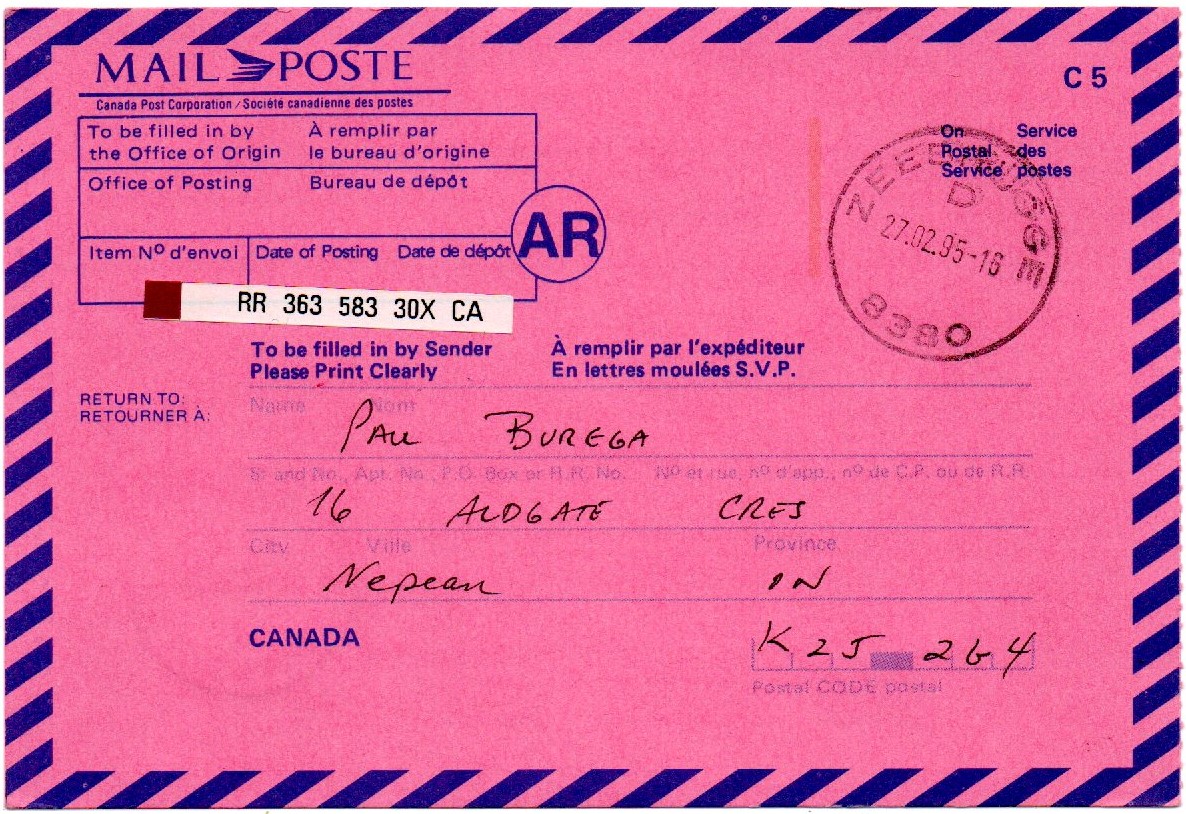 MAIL POSTE
Canada Post Corporation / Société canadienne des postes
C 5
To be filled in by À remplir par
the Office of Origin le bureau d'origine
Office of Posting Bureau de dépôt
On Service
Postal des
Service postes
AR
Item Nº d'envoi Date of Posting Date de dépôt
ZEEBRUGGE
D
27.02.95-16
8380
RR 363 583 30X CA
To be filled in by Sender À remplir par l'expéditeur
Please Print Clearly En lettres moulées S.V.P.
RETURN TO:
RETOURNER À:
Name Nom
PAUL BUREGA
St and No., Apt. No., P.O. Box or R.R. No. Nº et rue, nº d'app., nº de C.P. ou de R.R.
16 ALDGATE CRES
City Ville Province
Nepean ON
CANADA
K2J 2G4
Postal CODE postal